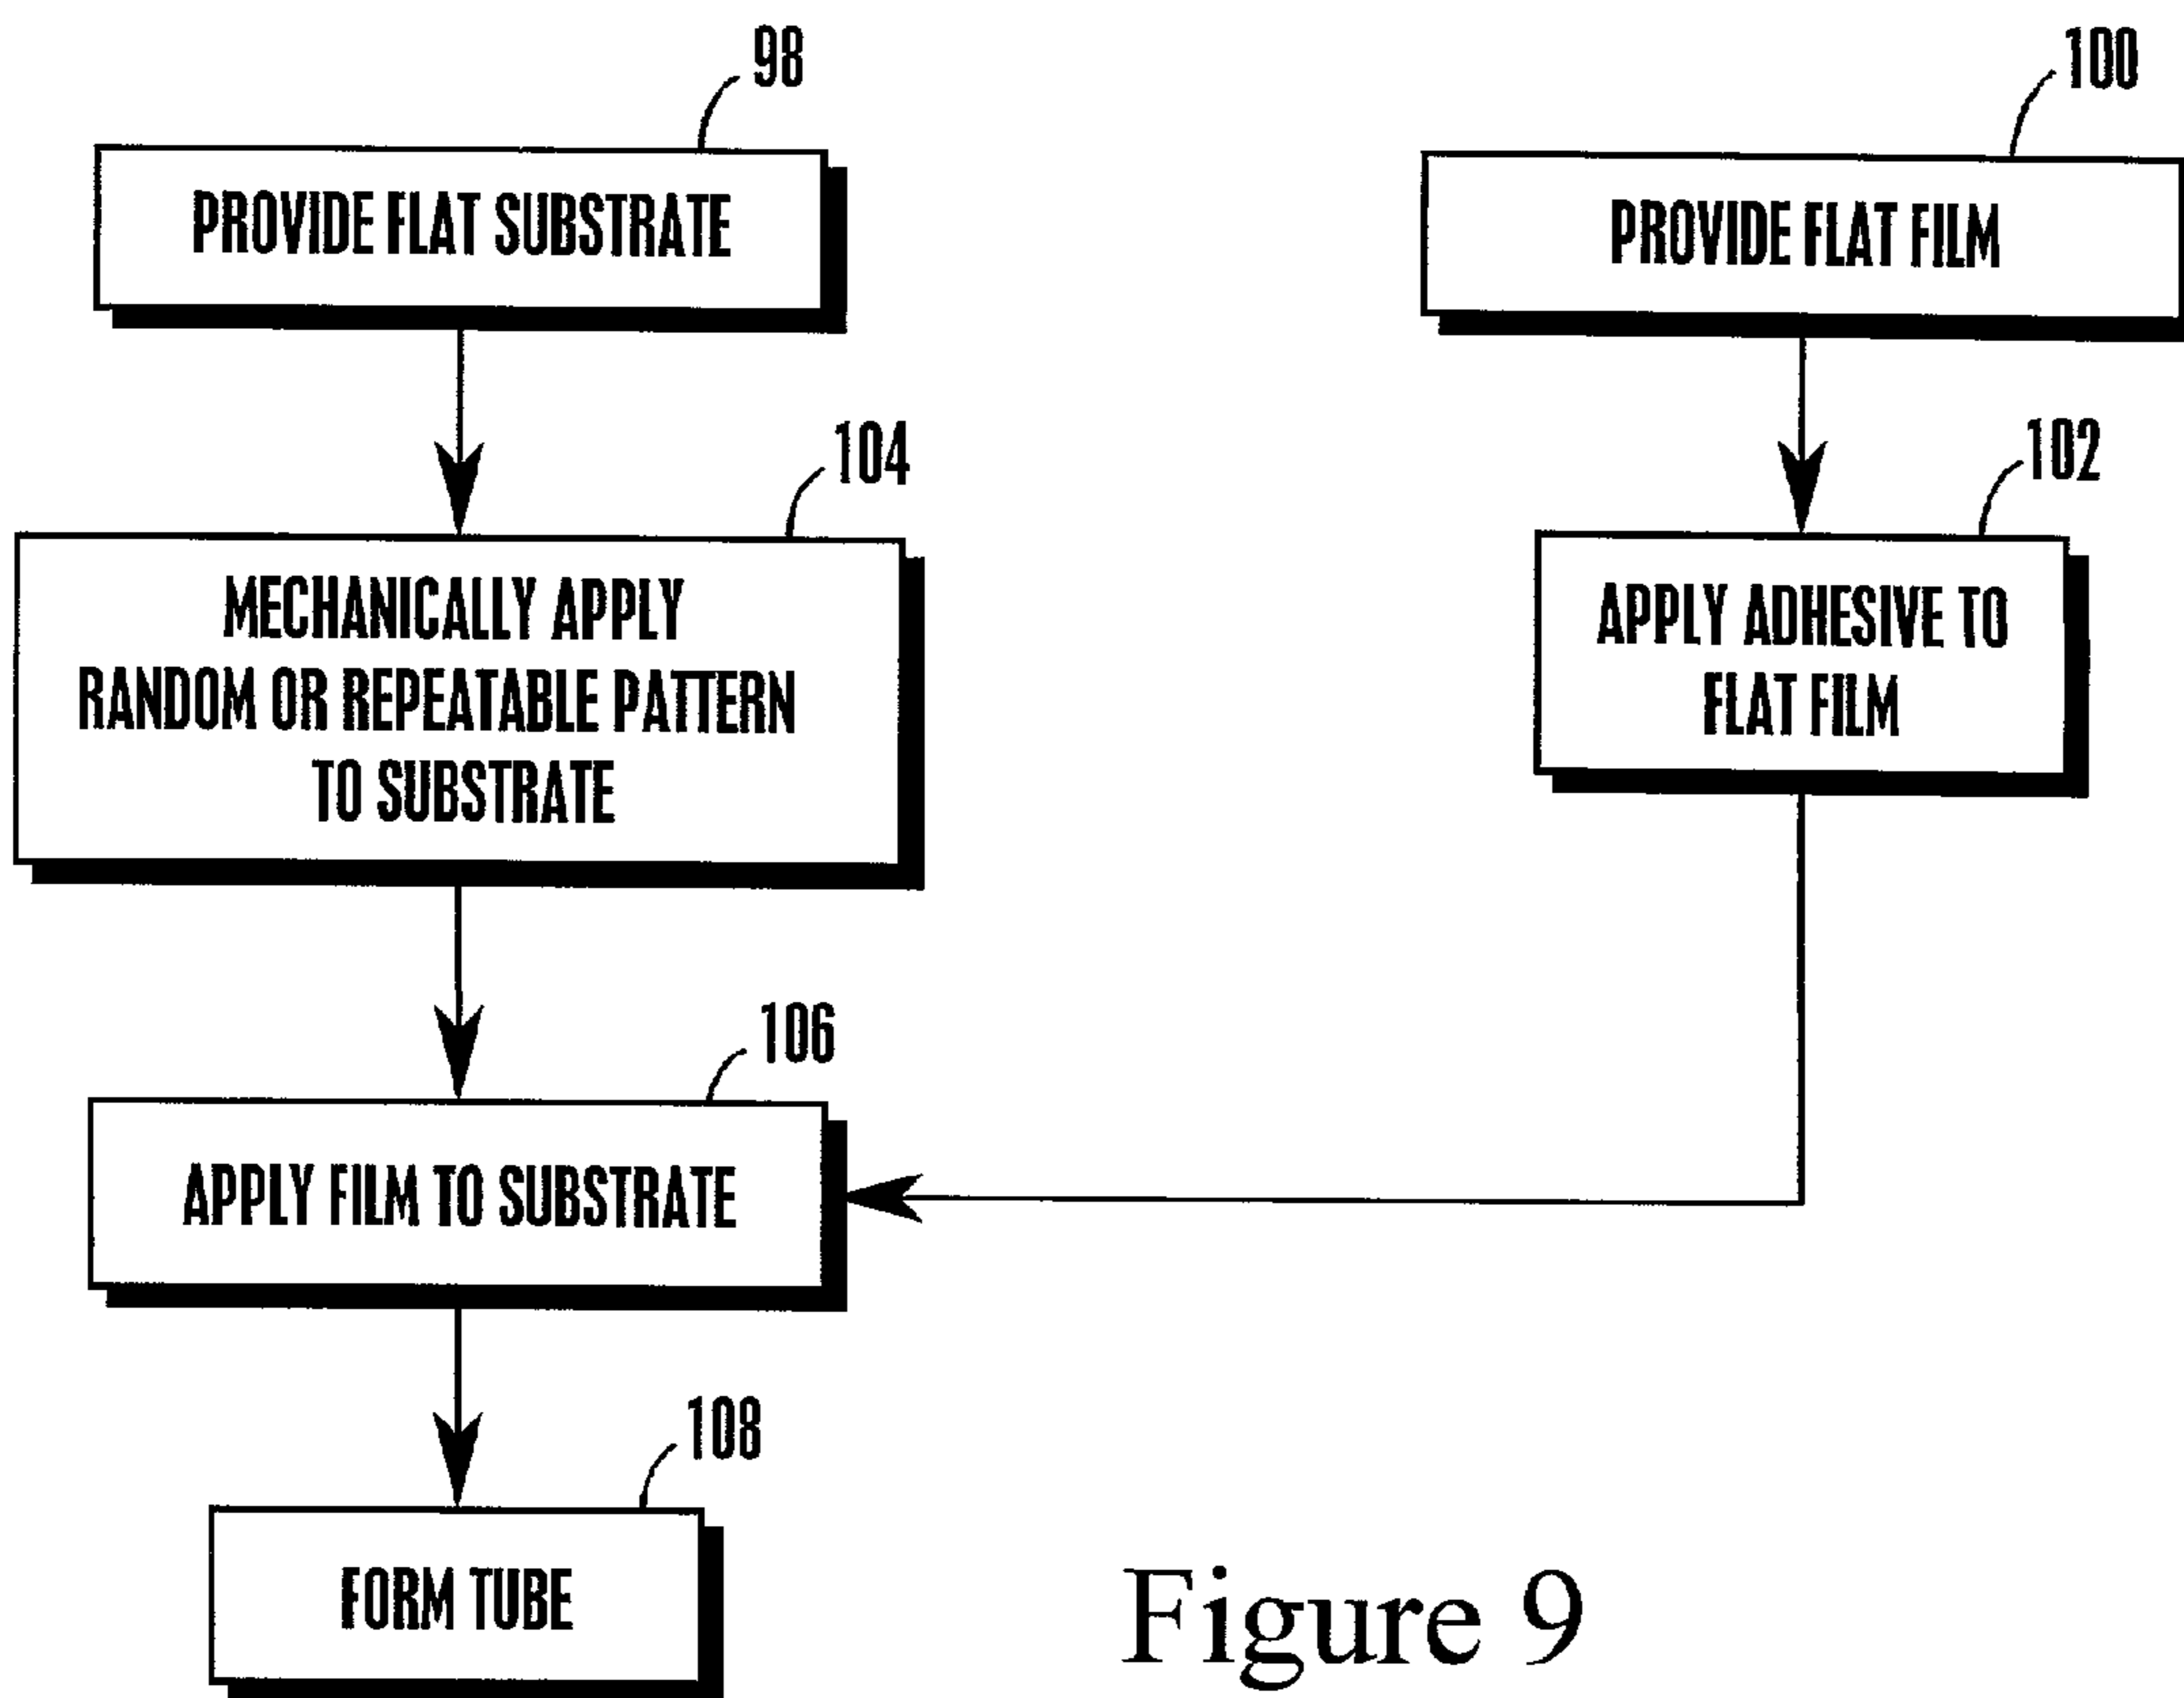 98
PROVIDE FLAT SUBSTRATE
100
PROVIDE FLAT FILM
104
MECHANICALLY APPLY
RANDOM OR REPEATABLE PATTERN
TO SUBSTRATE
102
APPLY ADHESIVE TO
FLAT FILM
106
APPLY FILM TO SUBSTRATE
108
FORM TUBE
Figure 9